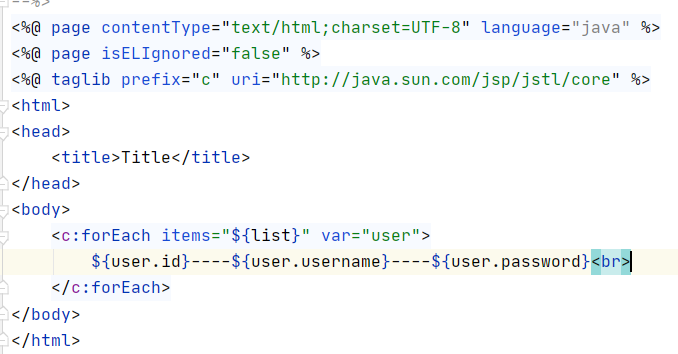 --%>
<%@ page contentType="text/html;charset=UTF-8" language="java" %>
<%@ page isELIgnored="false" %>
<%@ taglib prefix="c" uri="http://java.sun.com/jsp/jstl/core" %>
<html>
<head>
    <title>Title</title>
</head>
<body>
    <c:forEach items="${list}" var="user">
        ${user.id}----${user.username}----${user.password}<br>
    </c:forEach>
</body>
</html>